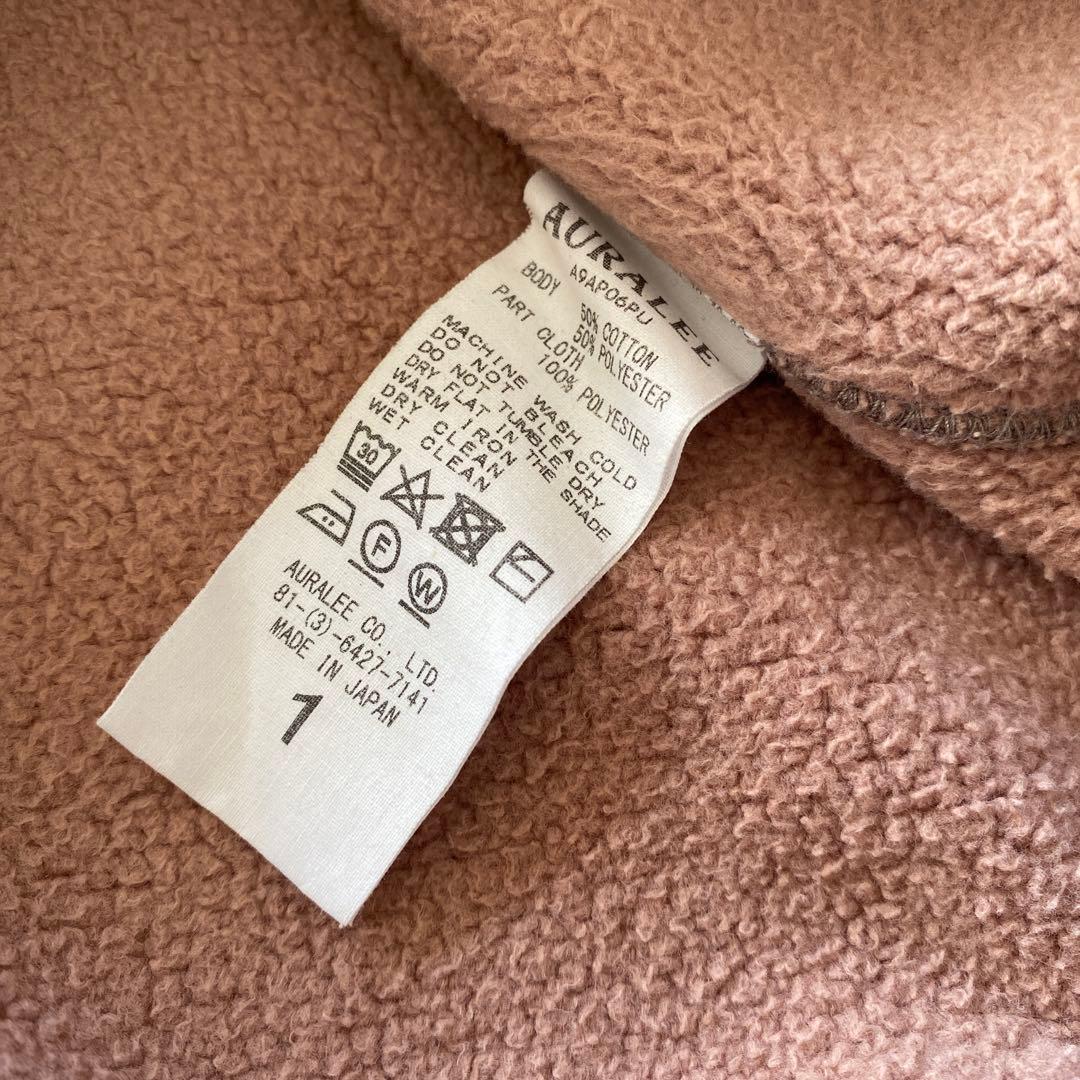 AURALEE
A9AP06PU
BODY 50% COTTON
50% POLYESTER
PART CLOTH
100% POLYESTER
MACHINE WASH COLD
DO NOT BLEACH
DO NOT TUMBLE DRY
DRY FLAT IN THE SHADE
WARM IRON
DRY CLEAN
WET CLEAN
30
F
W
AURALEE CO., LTD.
81-(3)-6427-7141
MADE IN JAPAN
1